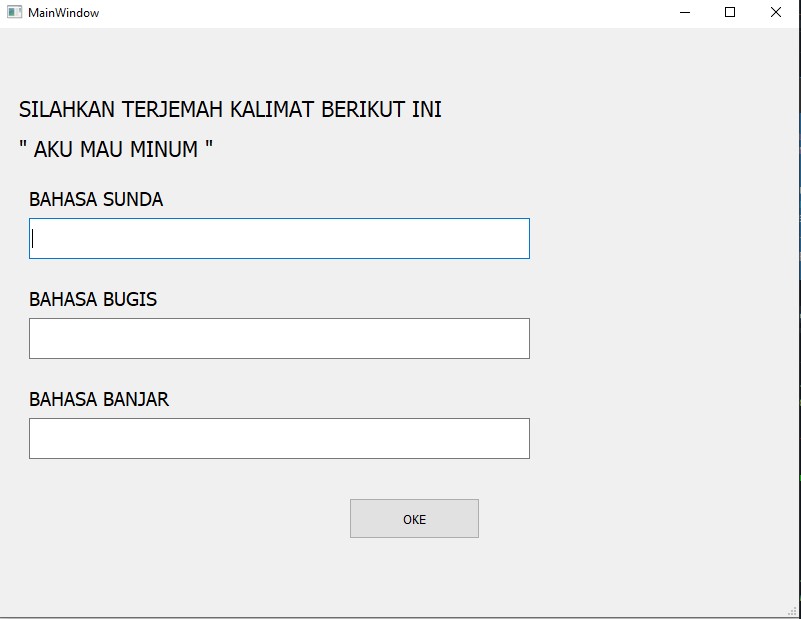 MainWindow
SILAHKAN TERJEMAH KALIMAT BERIKUT INI
" AKU MAU MINUM "
BAHASA SUNDA
BAHASA BUGIS
BAHASA BANJAR
OKE